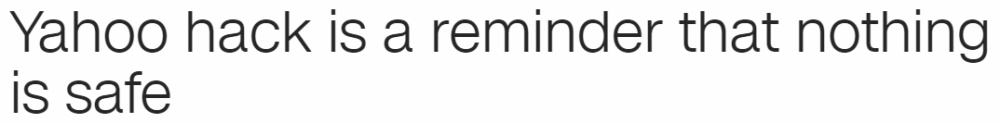 Yahoo hack is a reminder that nothing
is safe